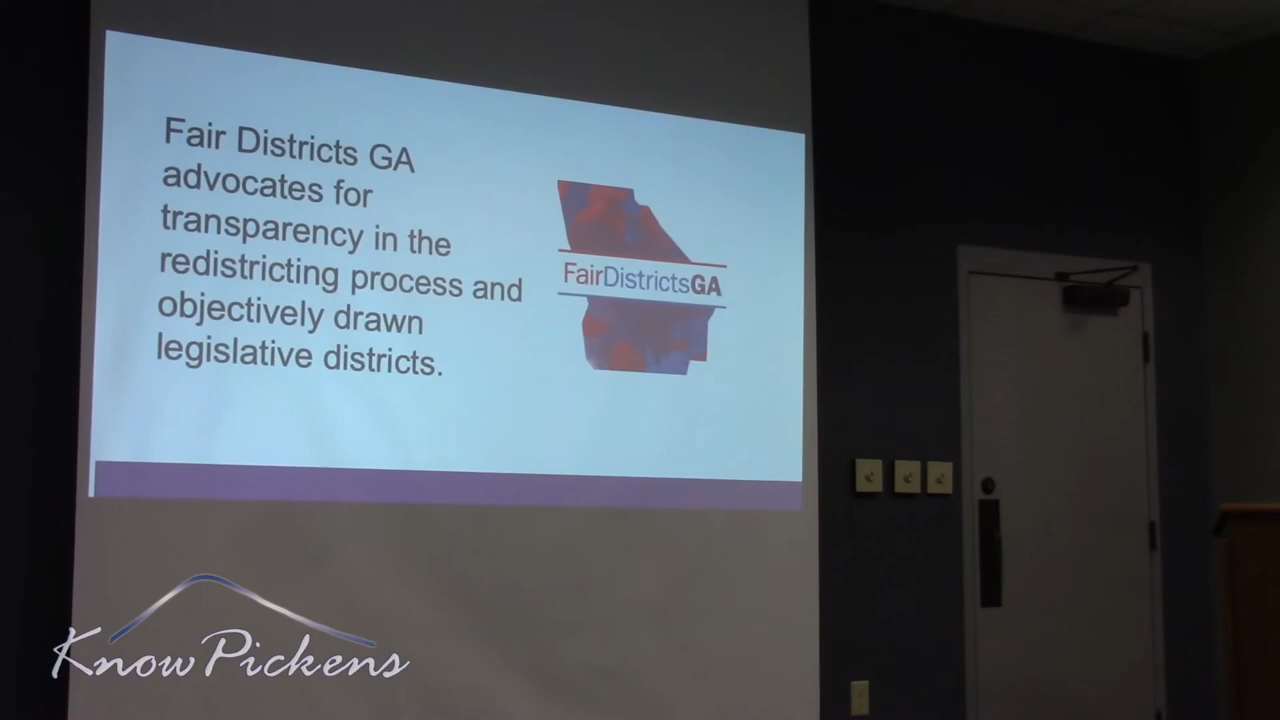 Fair Districts GA
advocates for
transparency in the
redistricting process and
objectively drawn
legislative districts.
FairDistrictsGA
KnowPickens